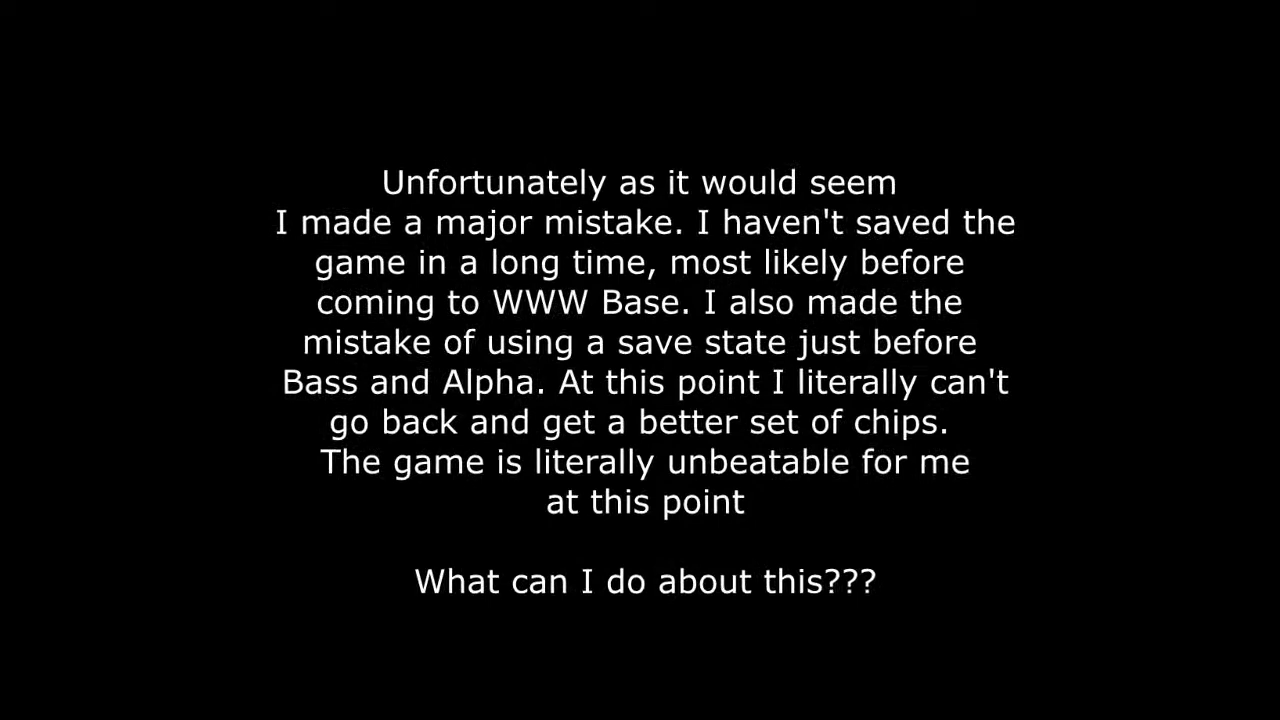 Unfortunately as it would seem
I made a major mistake. I haven't saved the
game in a long time, most likely before
coming to WWW Base. I also made the
mistake of using a save state just before
Bass and Alpha. At this point I literally can't
go back and get a better set of chips.
The game is literally unbeatable for me
at this point
What can I do about this???